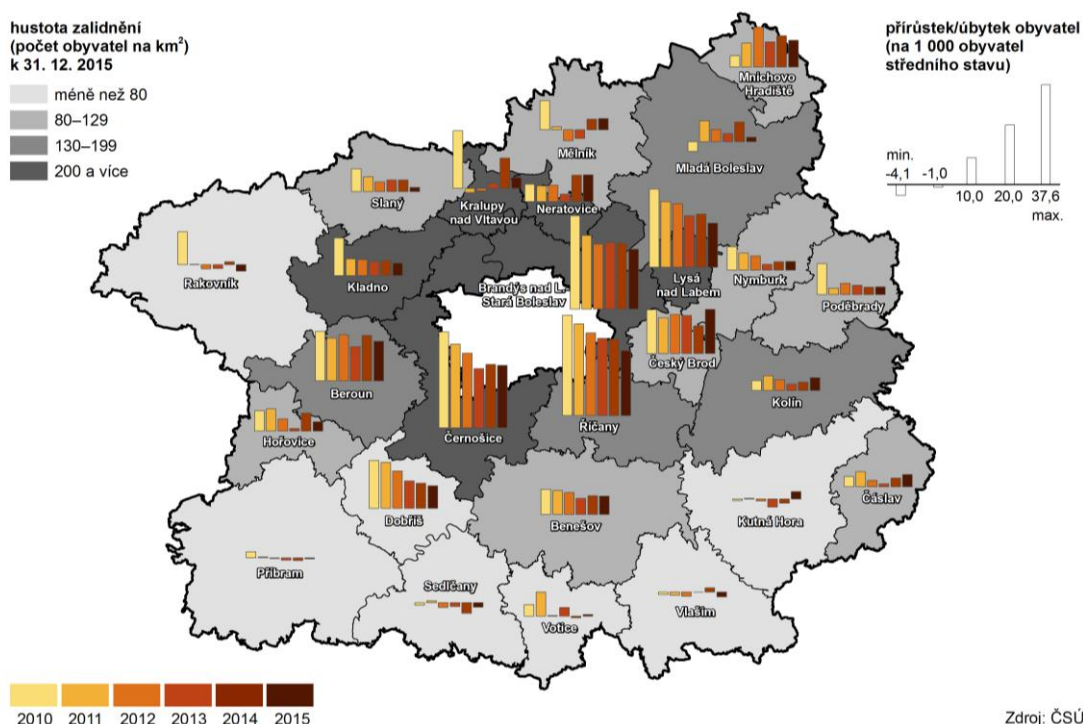 hustota zalidnění
(počet obyvatel na km²)
k 31. 12. 2015
méně než 80
80–129
130–199
200 a více
přírůstek/úbytek obyvatel
(na 1 000 obyvatel
středního stavu)
min.
-4,1
-1,0
10,0
20,0
37,6
max.
Mnichovo
Hradiště
Mělník
Mladá Boleslav
Slaný
Kralupy
nad Vltavou
Neratovice
Rakovník
Kladno
Brandýs nad L.-
Stará Boleslav
Lysá
nad Labem
Nymburk
Poděbrady
Český Brod
Beroun
Kolín
Hořovice
Černošice
Říčany
Dobříš
Benešov
Kutná Hora
Čáslav
Příbram
Sedlčany
Votice
Vlašim
2010
2011
2012
2013
2014
2015
Zdroj: ČSÚ